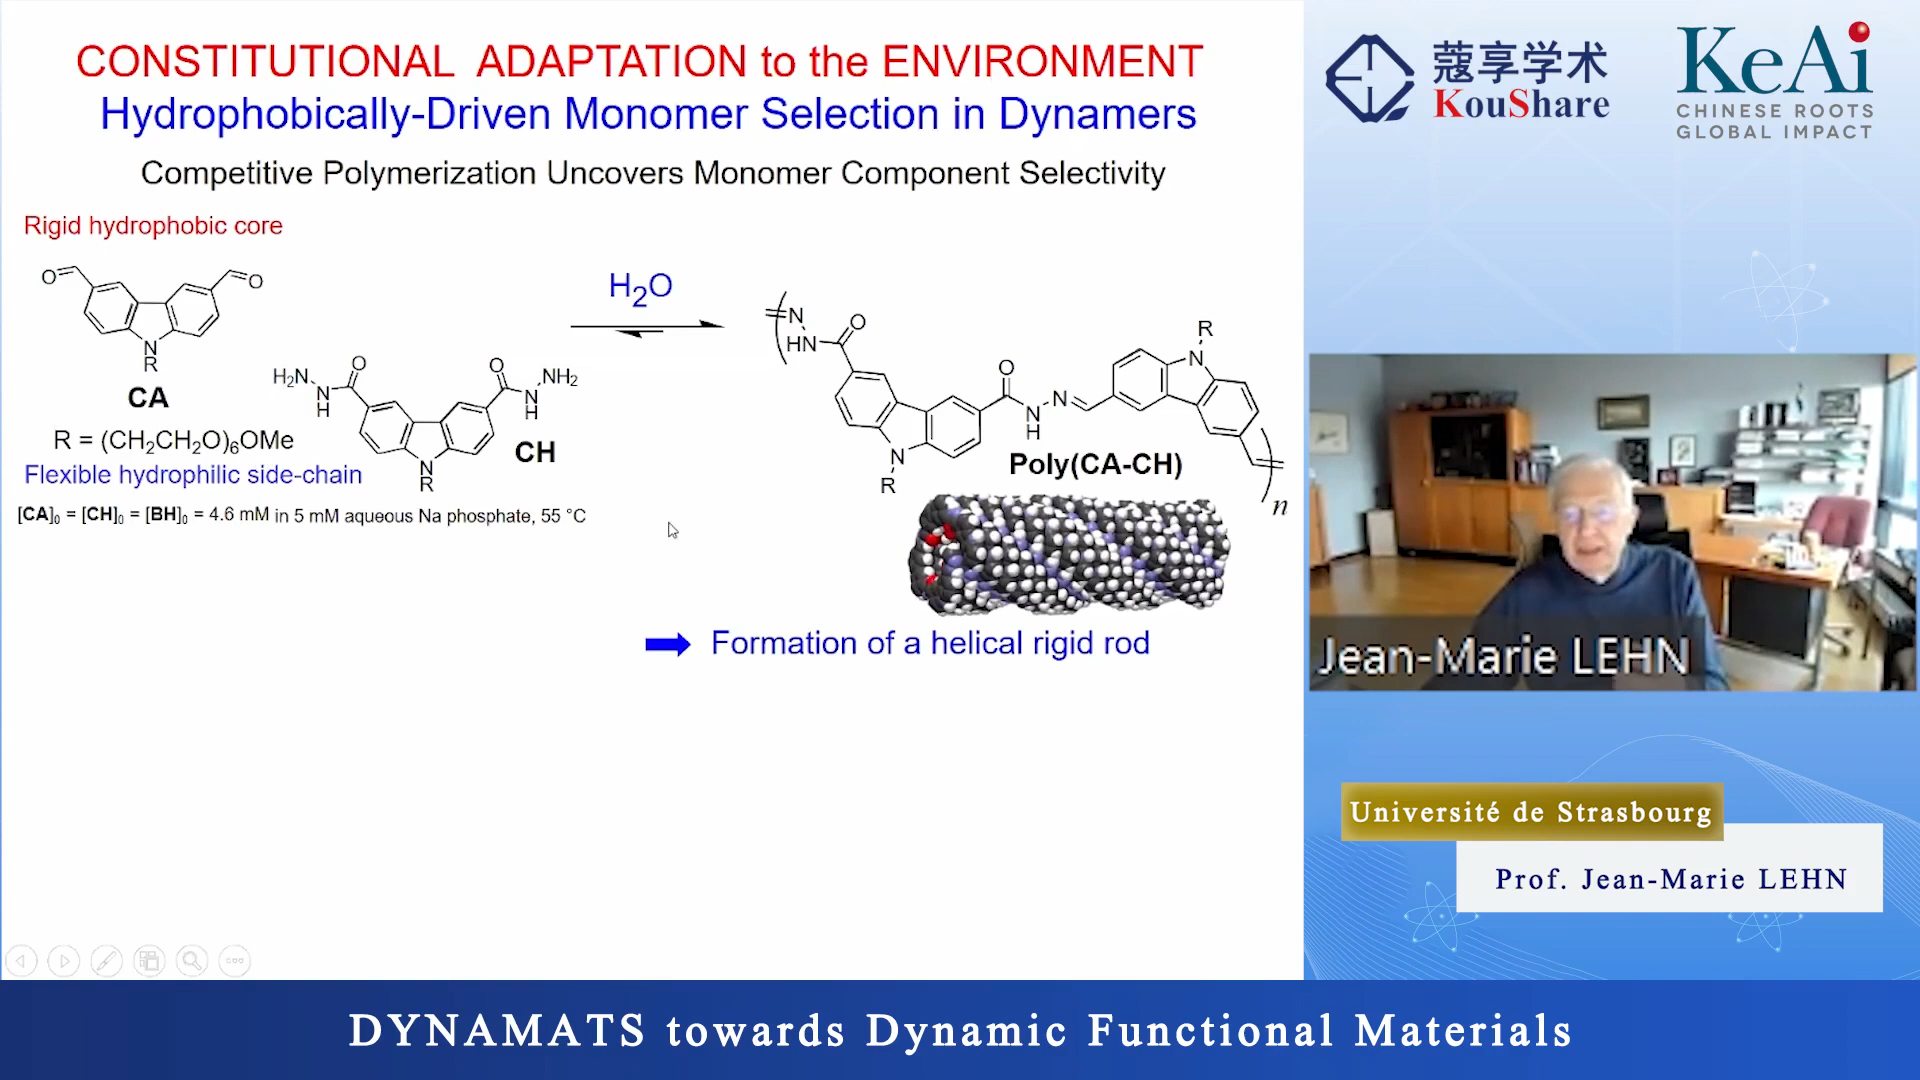 CONSTITUTIONAL ADAPTATION to the ENVIRONMENT
Hydrophobically-Driven Monomer Selection in Dynamers
Competitive Polymerization Uncovers Monomer Component Selectivity
Rigid hydrophobic core
O
O
N
R
CA
R = (CH₂CH₂O)₆OMe
Flexible hydrophilic side-chain
H₂N
N
H
O
O
N
H
NH₂
N
R
CH
[CA]₀ = [CH]₀ = [BH]₀ = 4.6 mM in 5 mM aqueous Na phosphate, 55 °C
H₂O
N
HN
O
N
R
O
N
H
N
R
N
Poly(CA-CH)
n
Formation of a helical rigid rod
蔻享学术
KouShare
KeAi
CHINESE ROOTS
GLOBAL IMPACT
Jean-Marie LEHN
Université de Strasbourg
Prof. Jean-Marie LEHN
DYNAMATS towards Dynamic Functional Materials